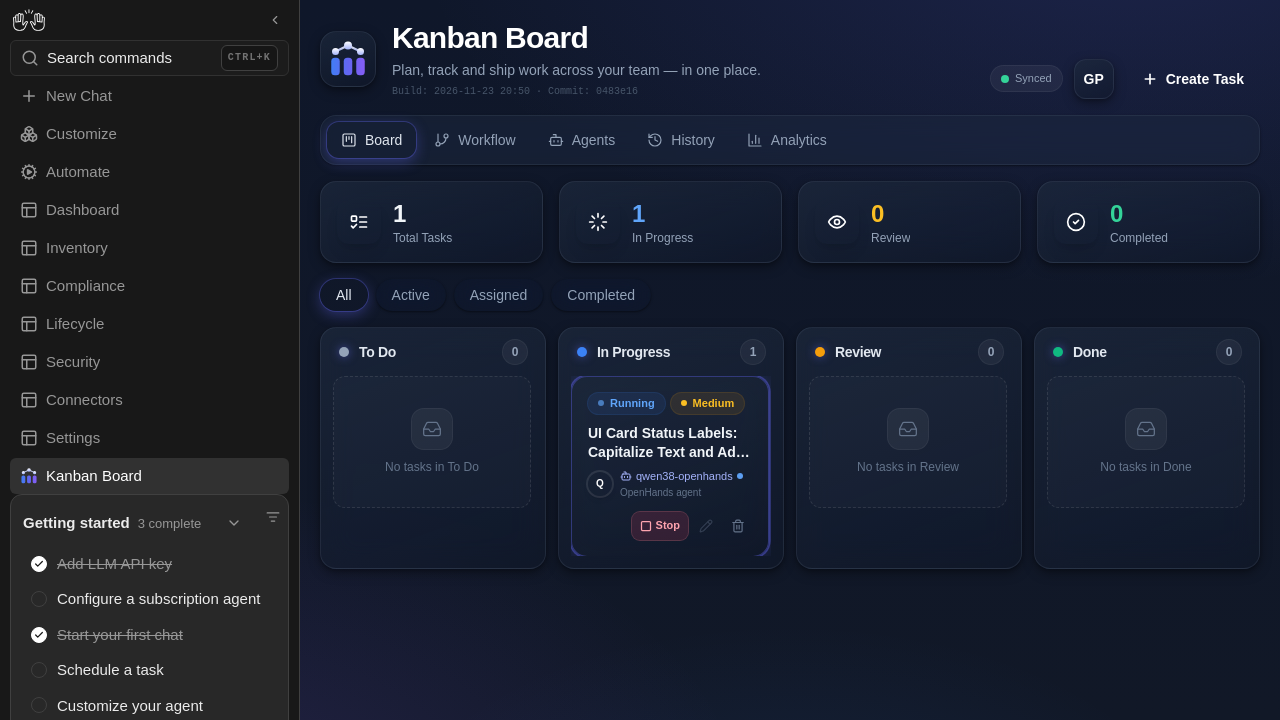 Search commands CTRL+K
New Chat
Customize
Automate
Dashboard
Inventory
Compliance
Lifecycle
Security
Connectors
Settings
Kanban Board
Getting started 3 complete
Add LLM API key
Configure a subscription agent
Start your first chat
Schedule a task
Customize your agent
Kanban Board
Plan, track and ship work across your team — in one place.
Build: 2026-11-23 20:50 · Commit: 0483e16
Synced
GP
Create Task
Board Workflow Agents History Analytics
1
Total Tasks
1
In Progress
0
Review
0
Completed
All Active Assigned Completed
To Do 0
No tasks in To Do
In Progress 1
Running Medium
UI Card Status Labels:
Capitalize Text and Ad…
Q
qwen38-openhands
OpenHands agent
Stop
Review 0
No tasks in Review
Done 0
No tasks in Done